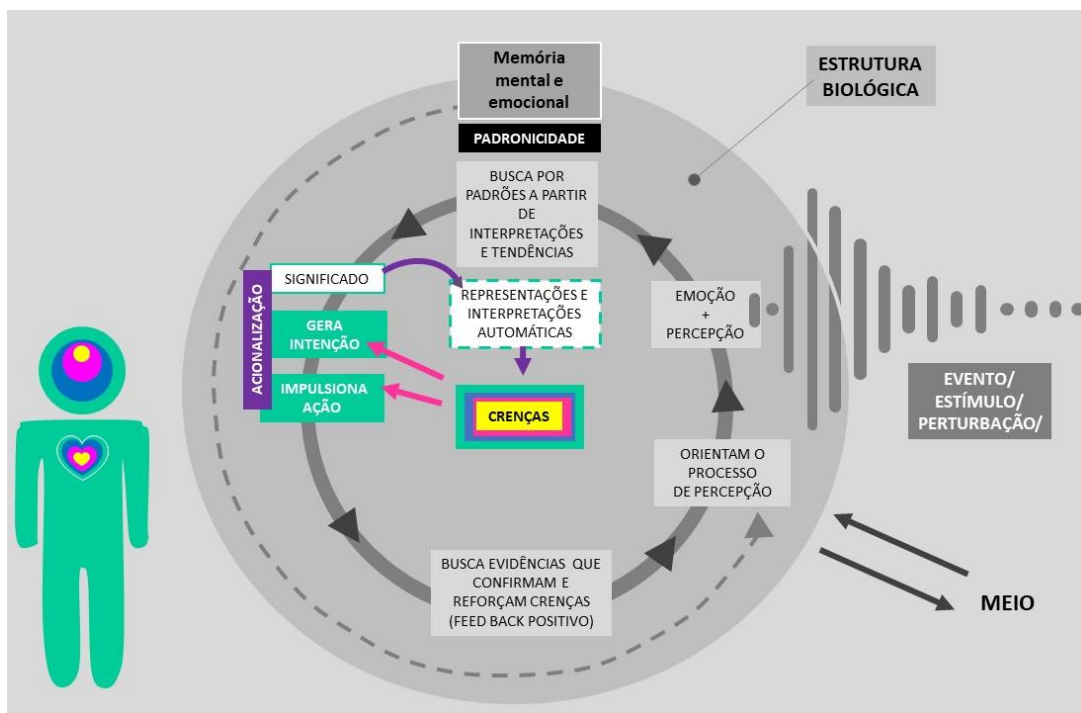 Memória
mental e
emocional
PADRONICIDADE
BUSCA POR
PADRÕES A PARTIR
DE
INTERPRETAÇÕES
E TENDÊNCIAS
ESTRUTURA
BIOLÓGICA
ACIONALIZAÇÃO
SIGNIFICADO
GERA
INTENÇÃO
IMPULSIONA
AÇÃO
REPRESENTAÇÕES E
INTERPRETAÇÕES
AUTOMÁTICAS
CRENÇAS
EMOÇÃO
+
PERCEPÇÃO
EVENTO/
ESTÍMULO/
PERTURBAÇÃO/
ORIENTAM O
PROCESSO
DE PERCEPÇÃO
BUSCA EVIDÊNCIAS QUE
CONFIRMAM E
REFORÇAM CRENÇAS
(FEED BACK POSITIVO)
MEIO